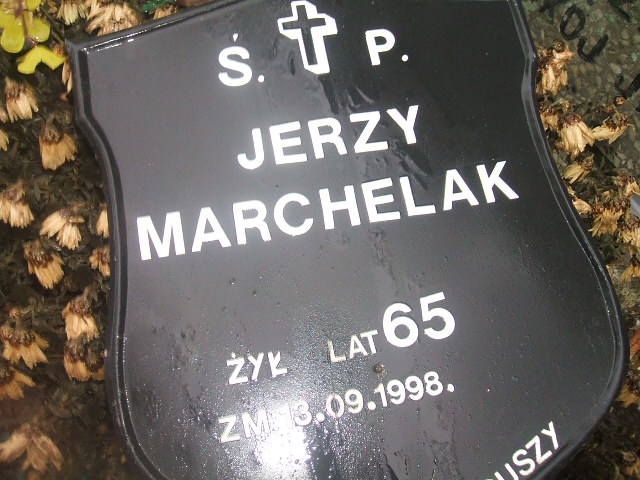 Ś. P.
JERZY
MARCHELAK
ŻYŁ LAT 65
ZM. 13.09.1998.